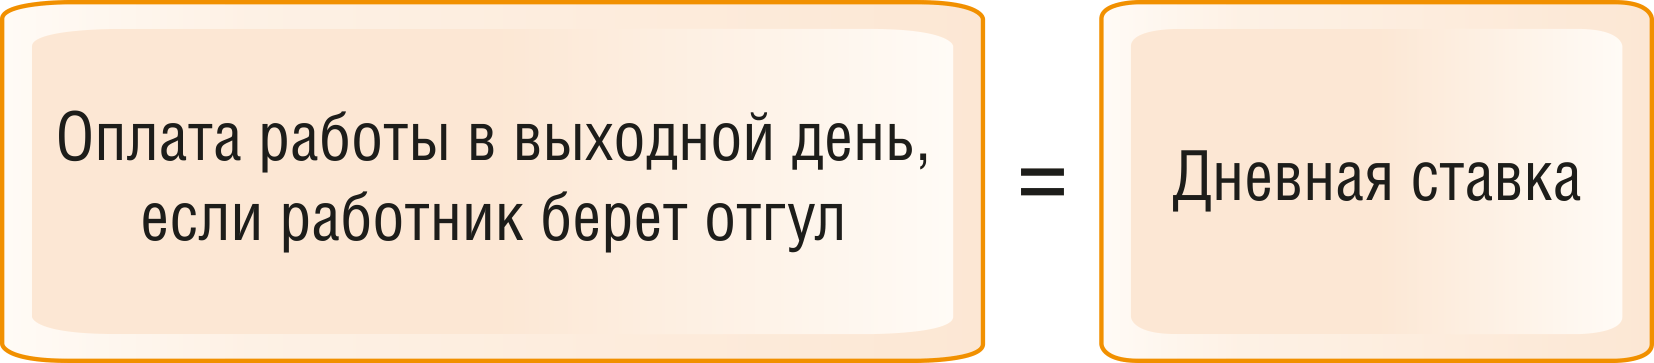 Оплата работы в выходной день,
если работник берет отгул
=
Дневная ставка